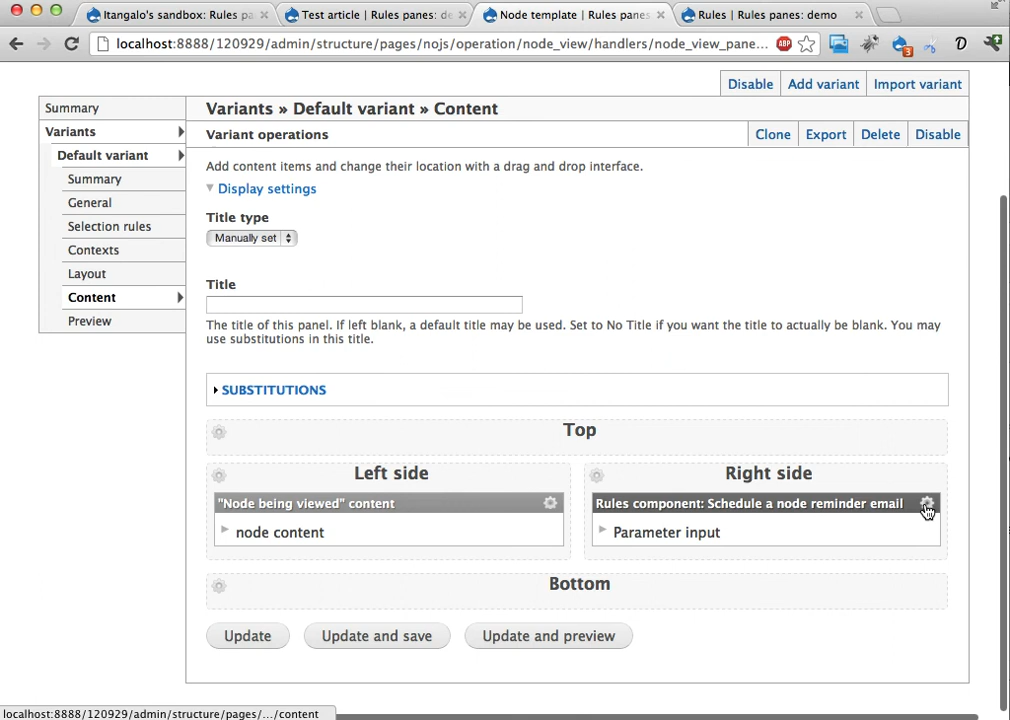 Itangalo's sandbox: Rules pa
Test article | Rules panes: de
Node template | Rules panes
Rules | Rules panes: demo
localhost:8888/120929/admin/structure/pages/nojs/operation/node_view/handlers/node_view_pane...
ABP
3
D
Disable
Add variant
Import variant
Summary
Variants
Default variant
Summary
General
Selection rules
Contexts
Layout
Content
Preview
Variants » Default variant » Content
Variant operations
Clone
Export
Delete
Disable
Add content items and change their location with a drag and drop interface.
Display settings
Title type
Manually set
Title
The title of this panel. If left blank, a default title may be used. Set to No Title if you want the title to actually be blank. You may
use substitutions in this title.
SUBSTITUTIONS
Top
Left side
"Node being viewed" content
node content
Right side
Rules component: Schedule a node reminder email
Parameter input
Bottom
Update
Update and save
Update and preview
localhost:8888/120929/admin/structure/pages/.../content